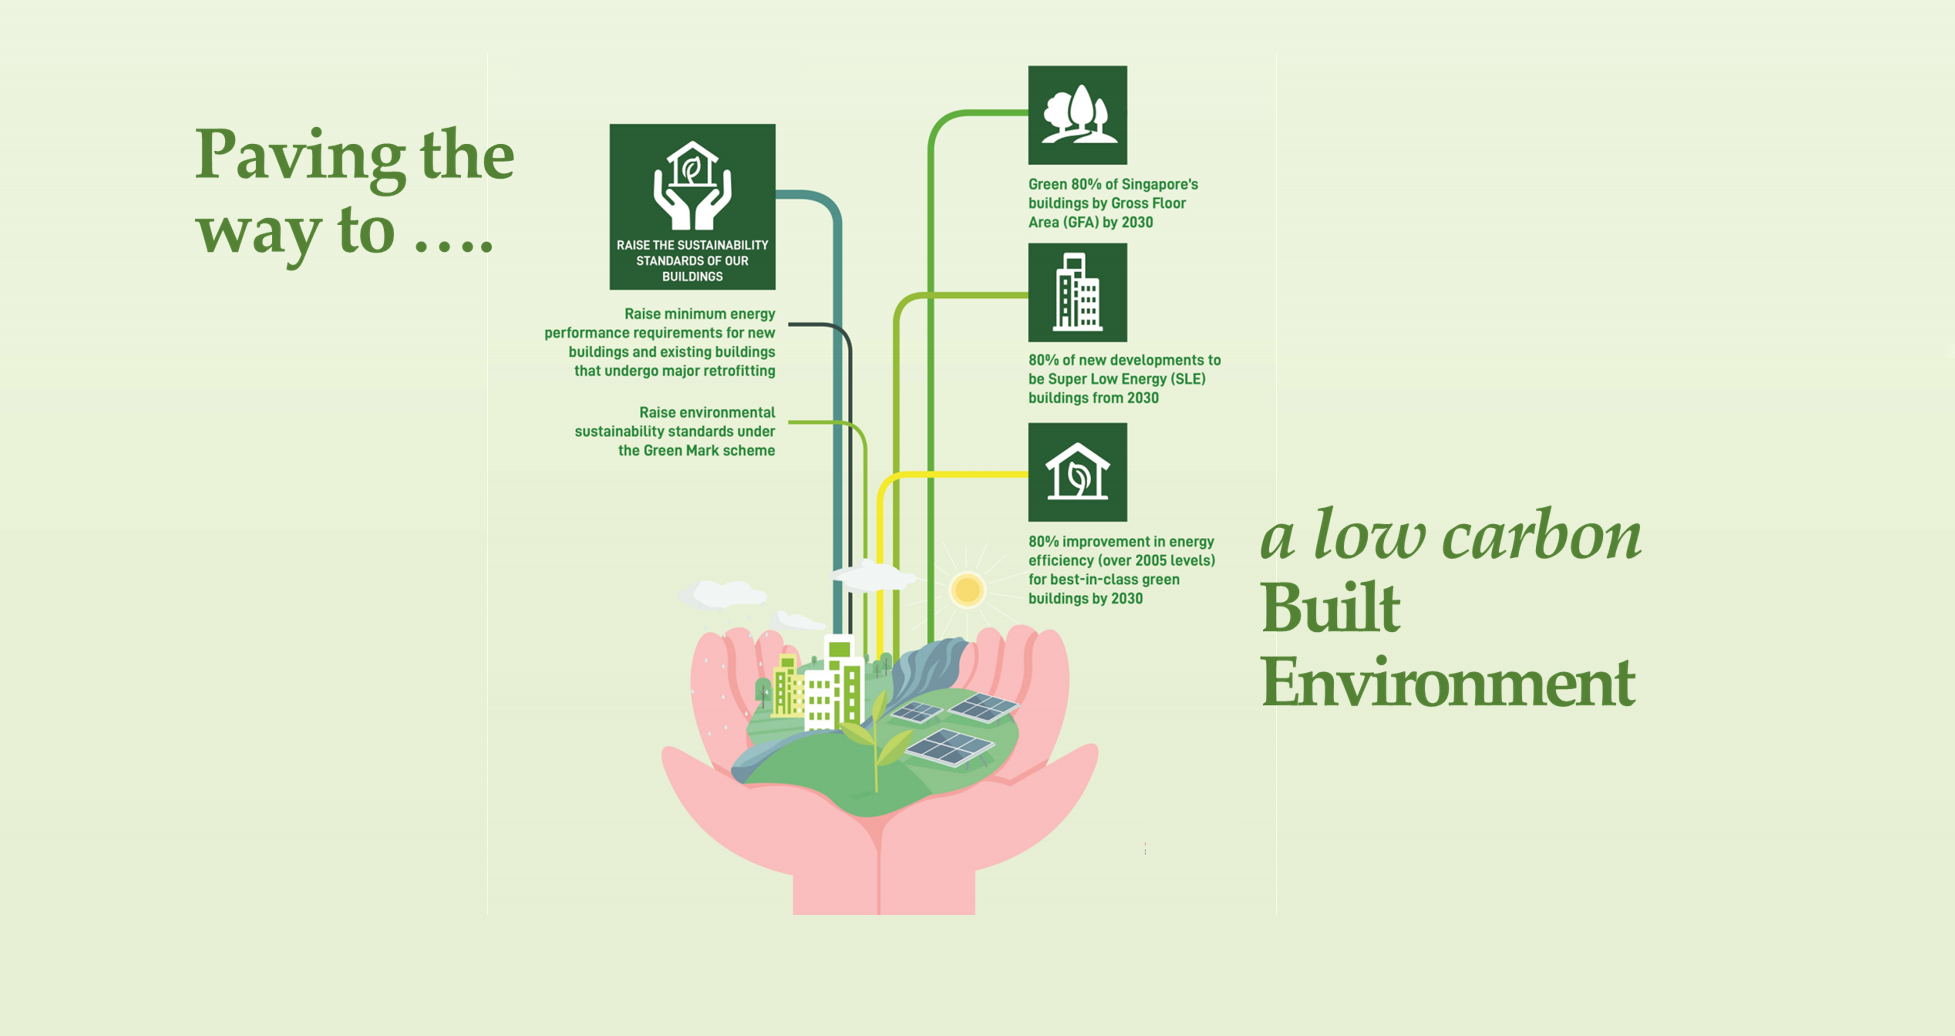 Paving the
way to ....
RAISE THE SUSTAINABILITY
STANDARDS OF OUR
BUILDINGS
Raise minimum energy
performance requirements for new
buildings and existing buildings
that undergo major retrofitting
Raise environmental
sustainability standards under
the Green Mark scheme
Green 80% of Singapore's
buildings by Gross Floor
Area (GFA) by 2030
80% of new developments to
be Super Low Energy (SLE)
buildings from 2030
80% improvement in energy
efficiency (over 2005 levels)
for best-in-class green
buildings by 2030
a low carbon
Built
Environment